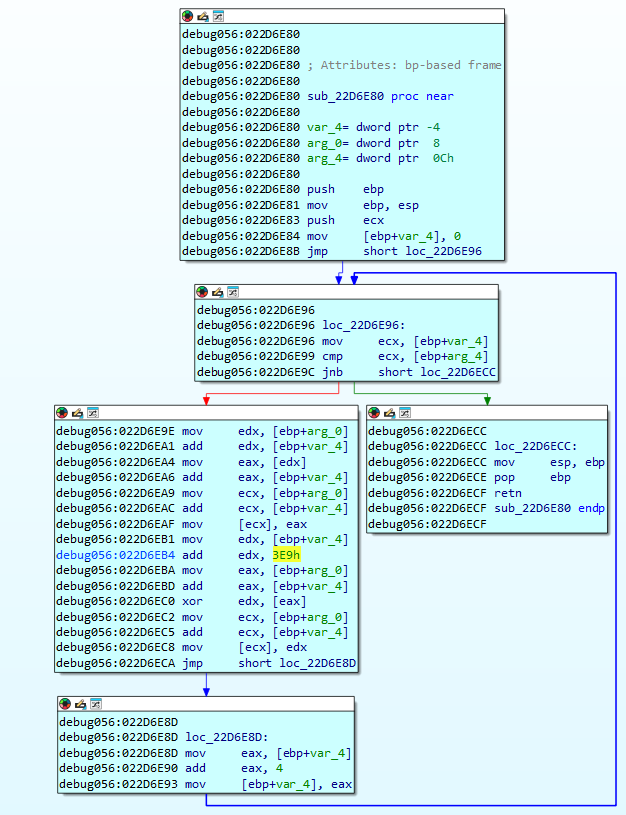 debug056:022D6E80
debug056:022D6E80
debug056:022D6E80 ; Attributes: bp-based frame
debug056:022D6E80
debug056:022D6E80 sub_22D6E80 proc near
debug056:022D6E80
debug056:022D6E80 var_4= dword ptr -4
debug056:022D6E80 arg_0= dword ptr  8
debug056:022D6E80 arg_4= dword ptr  0Ch
debug056:022D6E80
debug056:022D6E80 push    ebp
debug056:022D6E81 mov     ebp, esp
debug056:022D6E83 push    ecx
debug056:022D6E84 mov     [ebp+var_4], 0
debug056:022D6E8B jmp     short loc_22D6E96
debug056:022D6E96
debug056:022D6E96 loc_22D6E96:
debug056:022D6E96 mov     ecx, [ebp+var_4]
debug056:022D6E99 cmp     ecx, [ebp+arg_4]
debug056:022D6E9C jnb     short loc_22D6ECC
debug056:022D6E9E mov     edx, [ebp+arg_0]
debug056:022D6EA1 add     edx, [ebp+var_4]
debug056:022D6EA4 mov     eax, [edx]
debug056:022D6EA6 add     eax, [ebp+var_4]
debug056:022D6EA9 mov     ecx, [ebp+arg_0]
debug056:022D6EAC add     ecx, [ebp+var_4]
debug056:022D6EAF mov     [ecx], eax
debug056:022D6EB1 mov     edx, [ebp+var_4]
debug056:022D6EB4 add     edx, 3E9h
debug056:022D6EBA mov     eax, [ebp+arg_0]
debug056:022D6EBD add     eax, [ebp+var_4]
debug056:022D6EC0 xor     edx, [eax]
debug056:022D6EC2 mov     ecx, [ebp+arg_0]
debug056:022D6EC5 add     ecx, [ebp+var_4]
debug056:022D6EC8 mov     [ecx], edx
debug056:022D6ECA jmp     short loc_22D6E8D
debug056:022D6ECC
debug056:022D6ECC loc_22D6ECC:
debug056:022D6ECC mov     esp, ebp
debug056:022D6ECE pop     ebp
debug056:022D6ECF retn
debug056:022D6ECF sub_22D6E80 endp
debug056:022D6ECF
debug056:022D6E8D
debug056:022D6E8D loc_22D6E8D:
debug056:022D6E8D mov     eax, [ebp+var_4]
debug056:022D6E90 add     eax, 4
debug056:022D6E93 mov     [ebp+var_4], eax